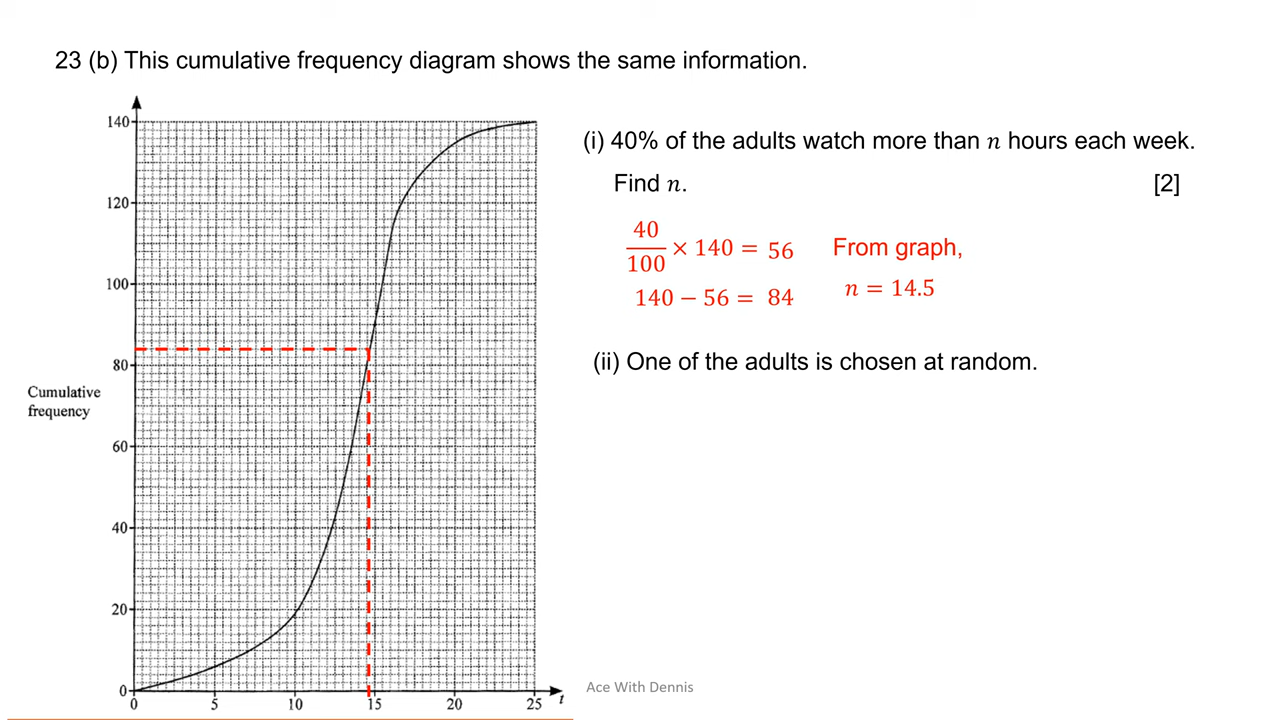 23 (b) This cumulative frequency diagram shows the same information.
140
120
100
80
60
40
20
0
Cumulative
frequency
0 5 10 15 20 25 t
(i) 40% of the adults watch more than n hours each week.
Find n. [2]
40/100 × 140 = 56
140 − 56 = 84
From graph,
n = 14.5
(ii) One of the adults is chosen at random.
Ace With Dennis